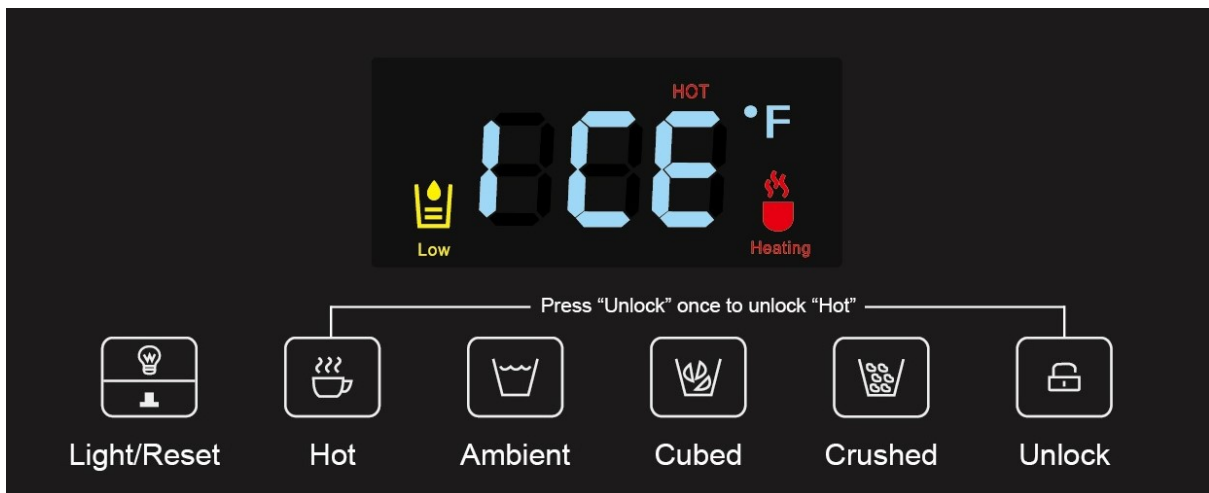 HOT
ICE °F
Low
Heating
Press “Unlock” once to unlock “Hot”
Light/Reset Hot Ambient Cubed Crushed Unlock